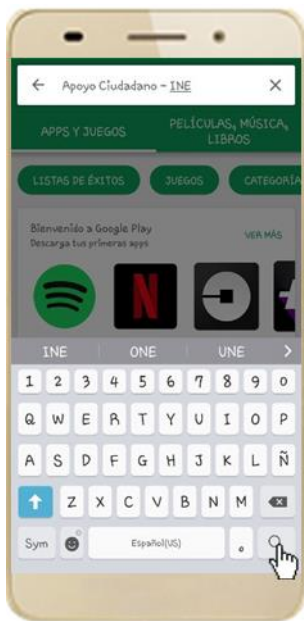 Apoyo Ciudadano - INE
APPS Y JUEGOS
PELÍCULAS, MÚSICA,
LIBROS
LISTAS DE ÉXITOS JUEGOS CATEGORÍA
Bienvenido a Google Play
Descarga tus primeras apps
VER MÁS
N
INE ONE UNE
1 2 3 4 5 6 7 8 9 0
Q W E R T Y U I O P
A S D F G H J K L Ñ
Z X C V B N M
Sym Español(US) .